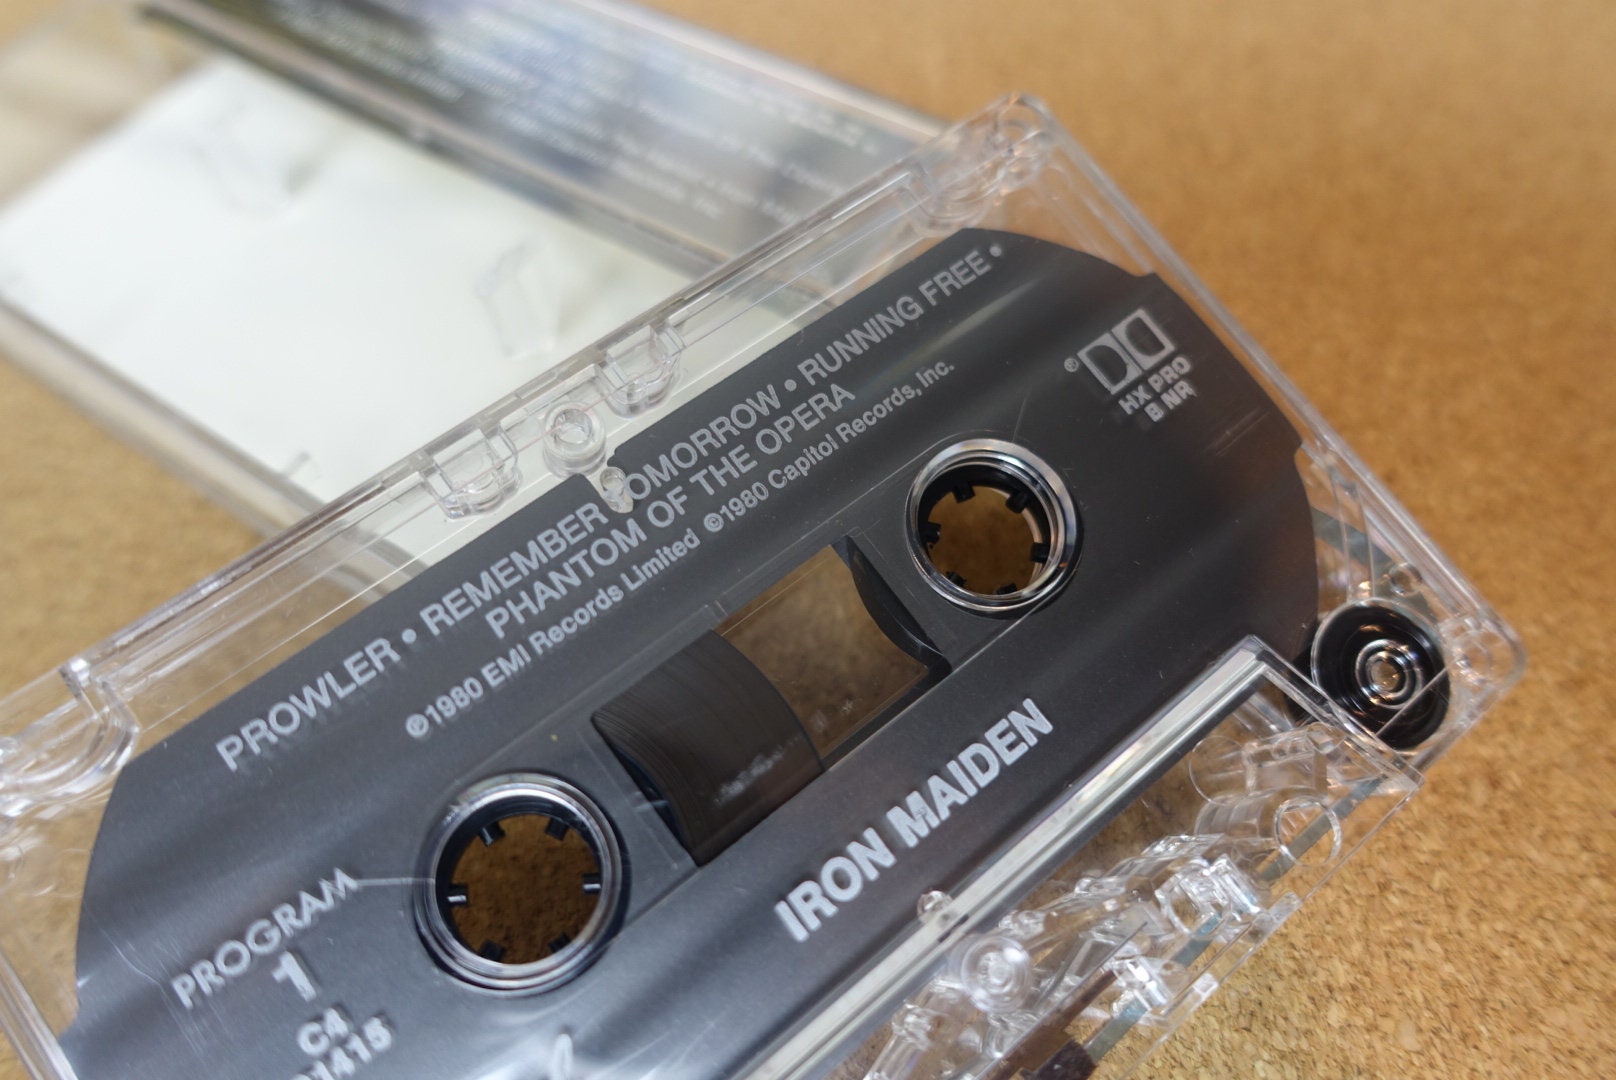 PROWLER • REMEMBER TOMORROW • RUNNING FREE •
PHANTOM OF THE OPERA
℗1980 EMI Records Limited ©1980 Capitol Records, Inc.
® HX PRO
B NR
IRON MAIDEN
PROGRAM
1
C4
1415